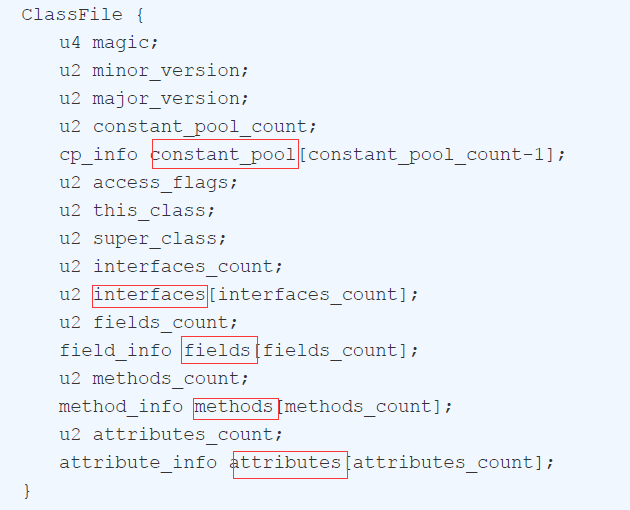 ClassFile {
u4 magic;
u2 minor_version;
u2 major_version;
u2 constant_pool_count;
cp_info constant_pool[constant_pool_count-1];
u2 access_flags;
u2 this_class;
u2 super_class;
u2 interfaces_count;
u2 interfaces[interfaces_count];
u2 fields_count;
field_info fields[fields_count];
u2 methods_count;
method_info methods[methods_count];
u2 attributes_count;
attribute_info attributes[attributes_count];
}